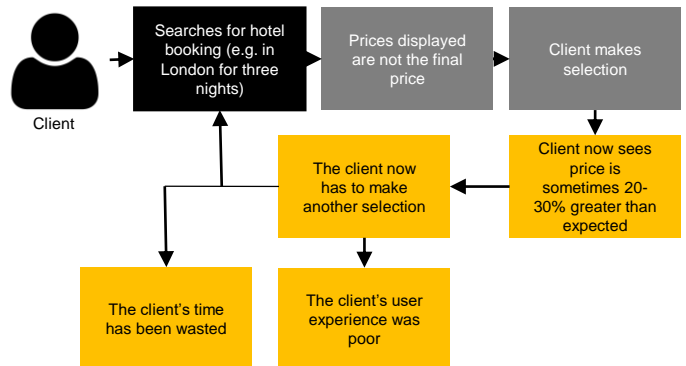 Searches for hotel
booking (e.g. in
London for three
nights)
Prices displayed
are not the final
price
Client makes
selection
Client
Client now sees
price is
sometimes 20-
30% greater than
expected
The client now
has to make
another selection
The client's time
has been wasted
The client's user
experience was
poor